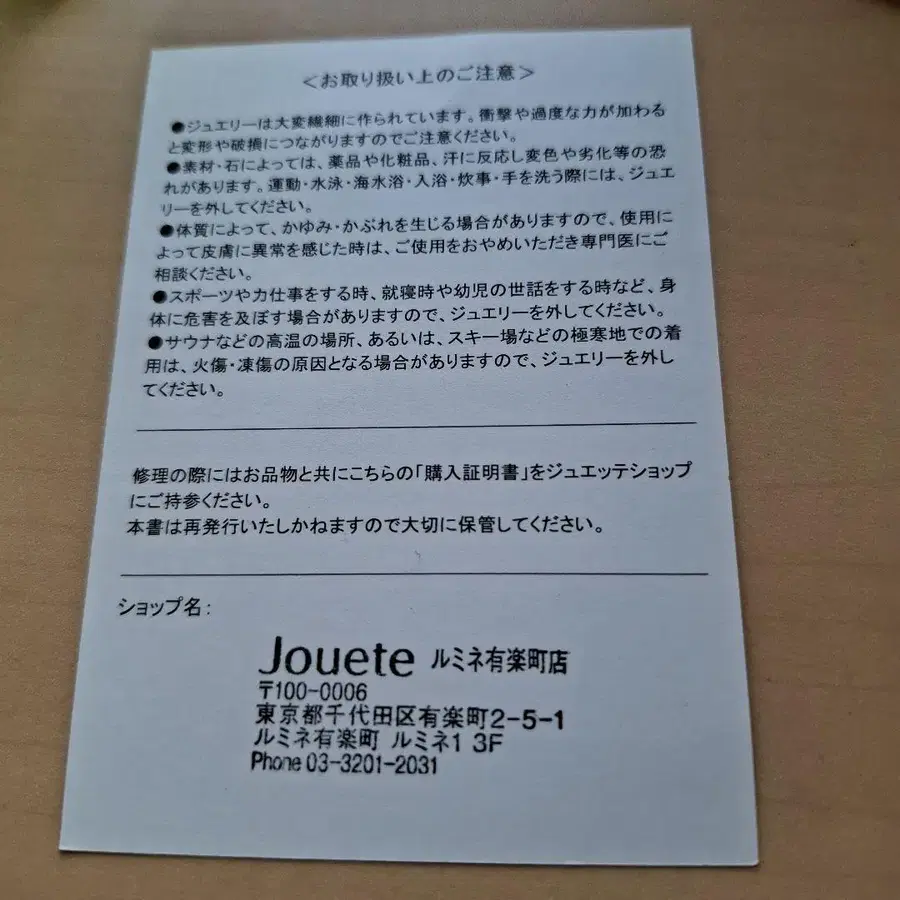 ＜お取り扱い上のご注意＞
●ジュエリーは大変繊細に作られています。衝撃や過度な力が加わる
と変形や破損につながりますのでご注意ください。
●素材・石によっては、薬品や化粧品、汗に反応し変色や劣化等の恐
れがあります。運動・水泳・海水浴・入浴・炊事・手を洗う際には、ジュエ
リーを外してください。
●体質によって、かゆみ・かぶれを生じる場合がありますので、使用に
よって皮膚に異常を感じた時は、ご使用をおやめいただき専門医にご
相談ください。
●スポーツや力仕事をする時、就寝時や幼児の世話をする時など、身
体に危害を及ぼす場合がありますので、ジュエリーを外してください。
●サウナなどの高温の場所、あるいは、スキー場などの極寒地での着
用は、火傷・凍傷の原因となる場合がありますので、ジュエリーを外し
てください。
修理の際にはお品物と共にこちらの「購入証明書」をジュエッテショップ
にご持参ください。
本書は再発行いたしかねますので大切に保管してください。
ショップ名：
Jouete ルミネ有楽町店
〒100-0006
東京都千代田区有楽町2-5-1
ルミネ有楽町 ルミネ1 3F
Phone 03-3201-2031